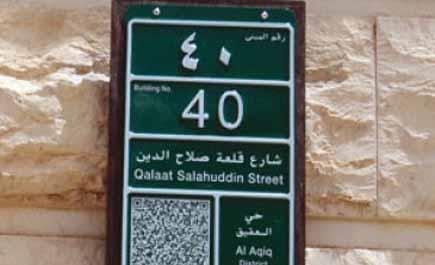 رقم المبنى
٤٠
Building No.
40
شارع قلعة صلاح الدين
Qalaat Salahuddin Street
حي
العقيق
Al Aqiq
District